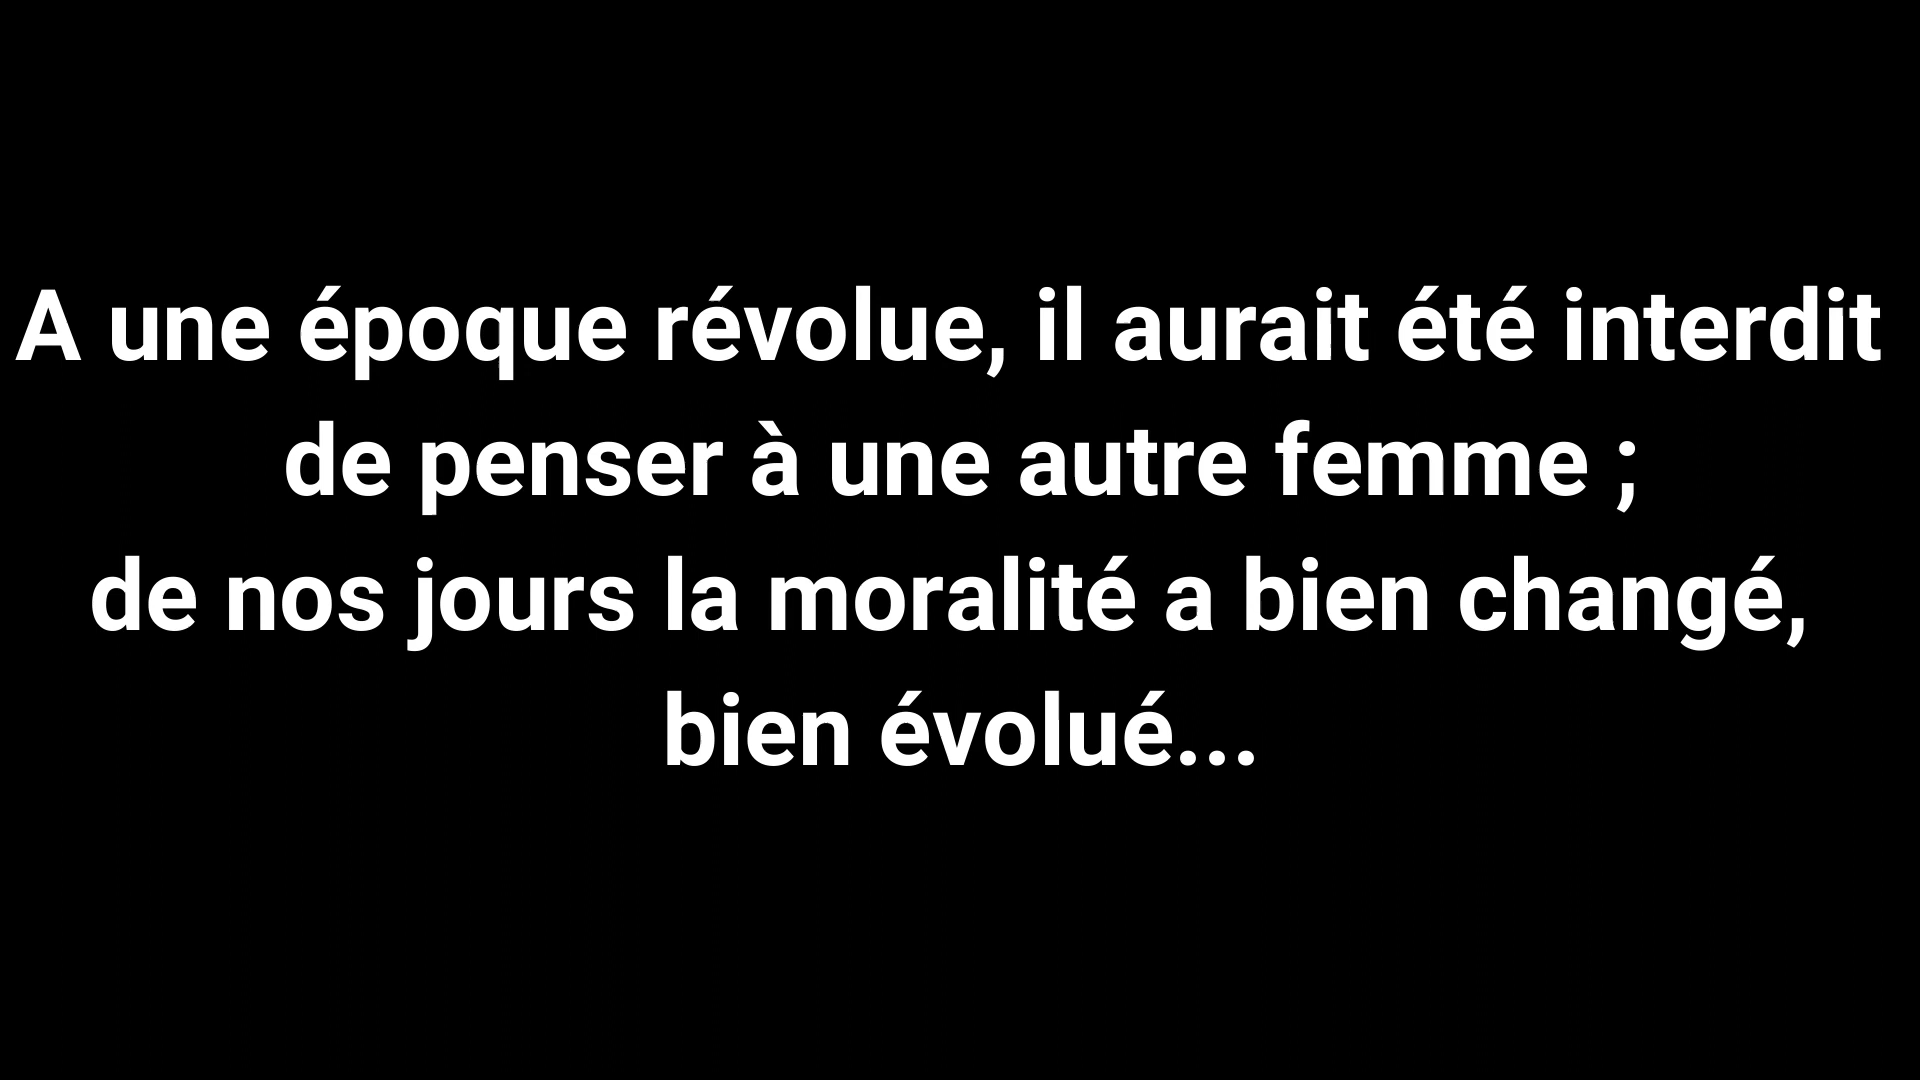 A une époque révolue, il aurait été interdit
de penser à une autre femme ;
de nos jours la moralité a bien changé,
bien évolué...